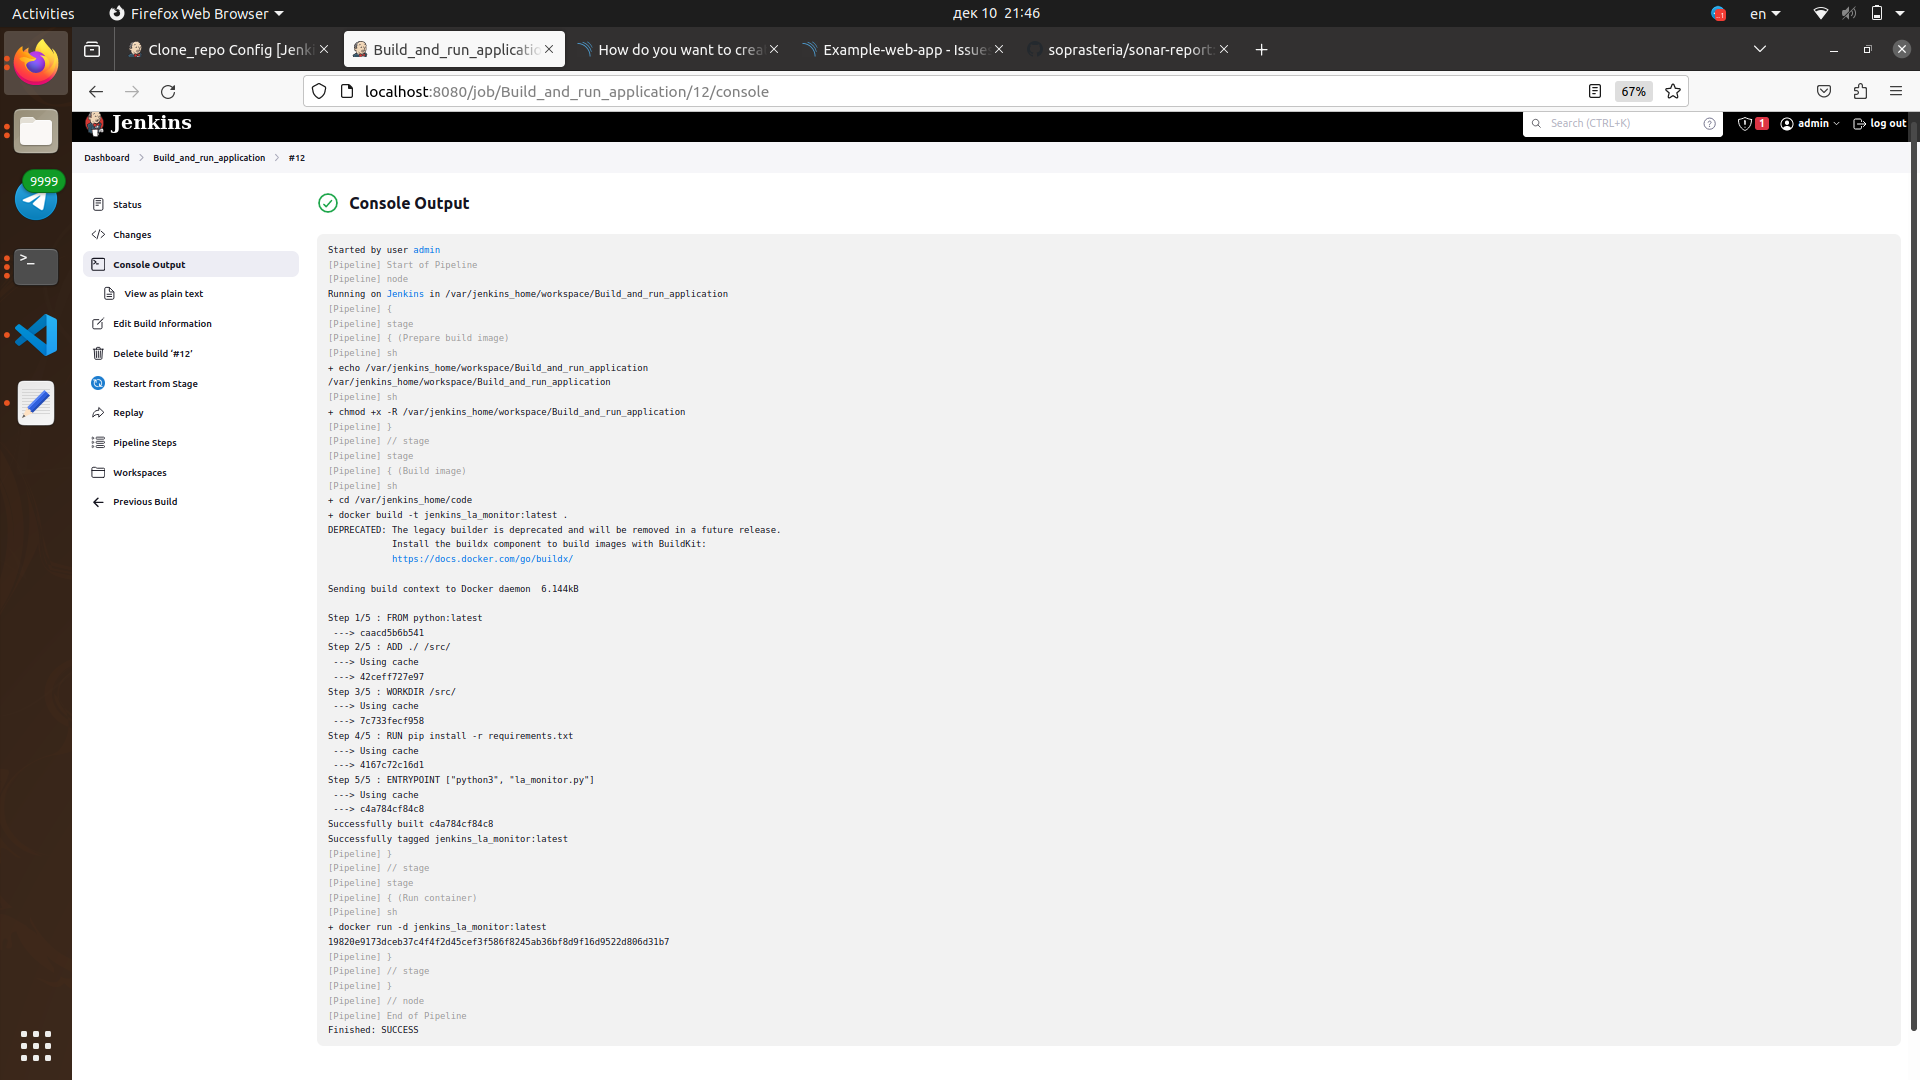 Activities
Firefox Web Browser
дек 10 21:46
en
Clone_repo Config [Jenki
Build_and_run_applicatio
How do you want to crea
Example-web-app - Issues
soprasteria/sonar-report:
localhost:8080/job/Build_and_run_application/12/console
67%
9999
Jenkins
Search (CTRL+K)
1
admin
log out
Dashboard
Build_and_run_application
#12
Status
Changes
Console Output
View as plain text
Edit Build Information
Delete build ‘#12’
Restart from Stage
Replay
Pipeline Steps
Workspaces
Previous Build
Console Output
Started by user admin
[Pipeline] Start of Pipeline
[Pipeline] node
Running on Jenkins in /var/jenkins_home/workspace/Build_and_run_application
[Pipeline] {
[Pipeline] stage
[Pipeline] { (Prepare build image)
[Pipeline] sh
+ echo /var/jenkins_home/workspace/Build_and_run_application
/var/jenkins_home/workspace/Build_and_run_application
[Pipeline] sh
+ chmod +x -R /var/jenkins_home/workspace/Build_and_run_application
[Pipeline] }
[Pipeline] // stage
[Pipeline] stage
[Pipeline] { (Build image)
[Pipeline] sh
+ cd /var/jenkins_home/code
+ docker build -t jenkins_la_monitor:latest .
DEPRECATED: The legacy builder is deprecated and will be removed in a future release.
Install the buildx component to build images with BuildKit:
https://docs.docker.com/go/buildx/
Sending build context to Docker daemon  6.144kB
Step 1/5 : FROM python:latest
---> caacd5b6b541
Step 2/5 : ADD ./ /src/
---> Using cache
---> 42ceff727e97
Step 3/5 : WORKDIR /src/
---> Using cache
---> 7c733fecf958
Step 4/5 : RUN pip install -r requirements.txt
---> Using cache
---> 4167c72c16d1
Step 5/5 : ENTRYPOINT ["python3", "la_monitor.py"]
---> Using cache
---> c4a784cf84c8
Successfully built c4a784cf84c8
Successfully tagged jenkins_la_monitor:latest
[Pipeline] }
[Pipeline] // stage
[Pipeline] stage
[Pipeline] { (Run container)
[Pipeline] sh
+ docker run -d jenkins_la_monitor:latest
19820e9173dceb37c4f4f2d45cef3f586f8245ab36bf8d9f16d9522d806d31b7
[Pipeline] }
[Pipeline] // stage
[Pipeline] }
[Pipeline] // node
[Pipeline] End of Pipeline
Finished: SUCCESS